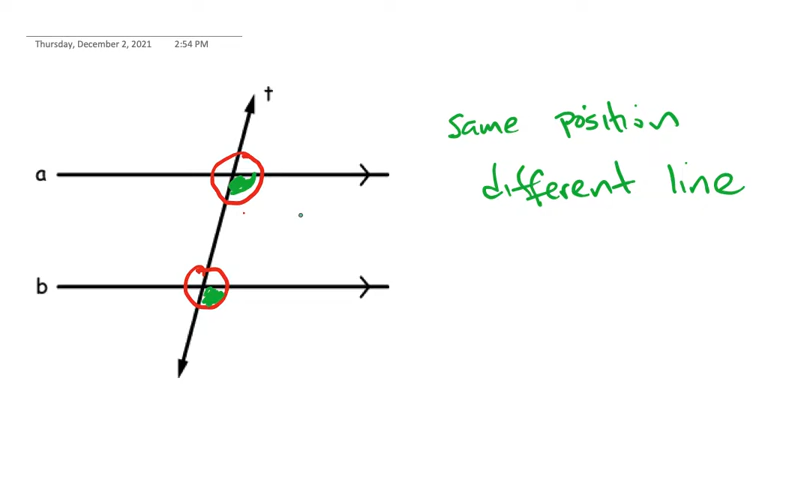 Thursday, December 2, 2021 2:54 PM
t
same position
a
different line
b